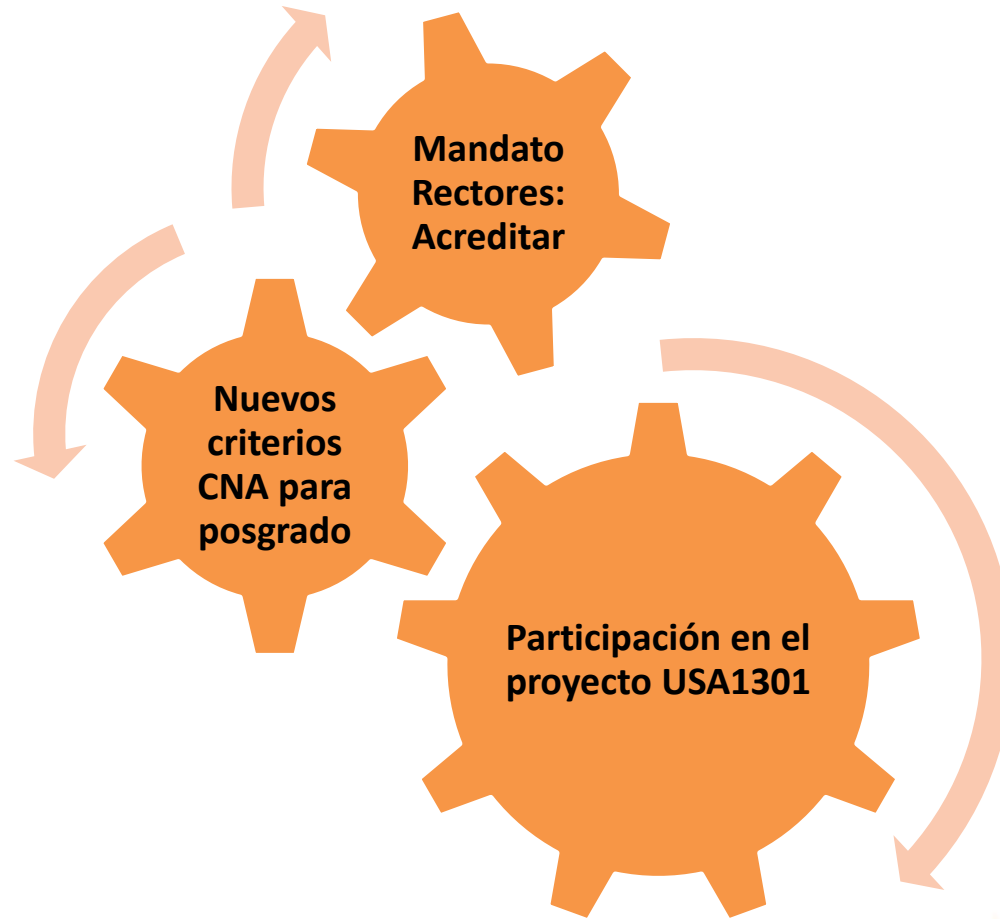 Mandato
Rectores:
Acreditar
Nuevos
criterios
CNA para
posgrado
Participación en el
proyecto USA1301